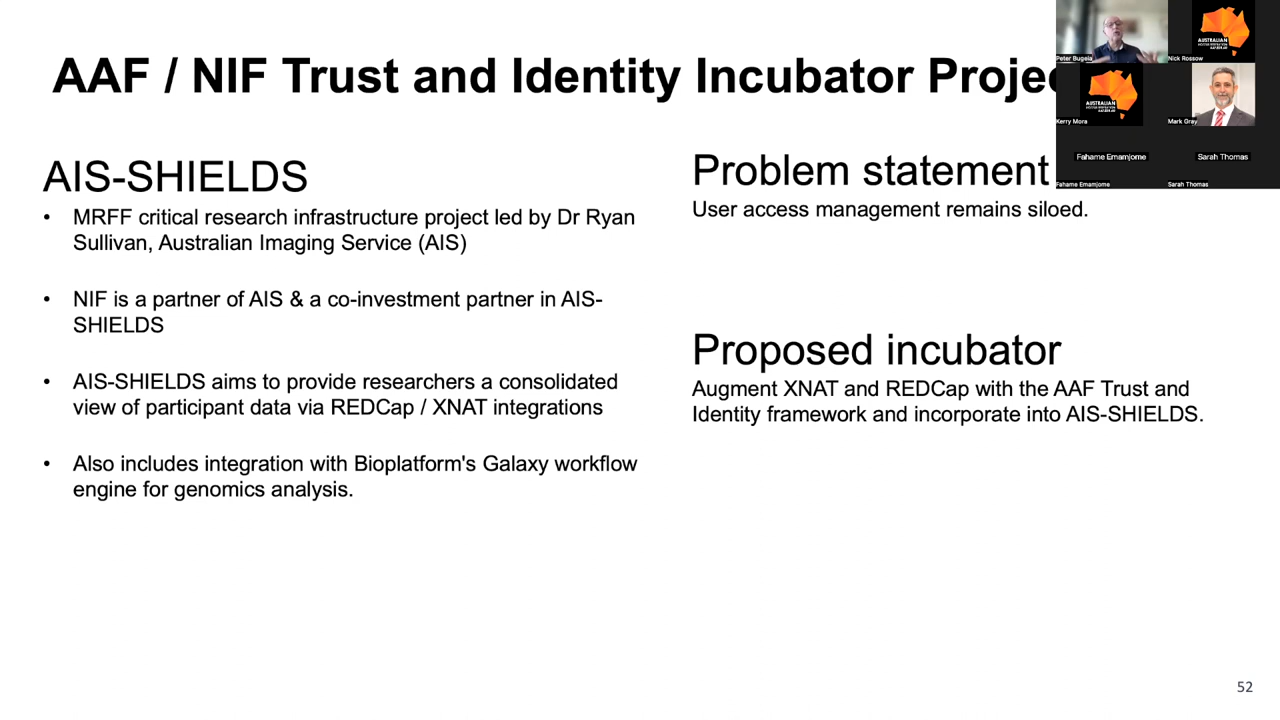 AAF / NIF Trust and Identity Incubator Projec
AIS-SHIELDS
• MRFF critical research infrastructure project led by Dr Ryan
Sullivan, Australian Imaging Service (AIS)
• NIF is a partner of AIS & a co-investment partner in AIS-
SHIELDS
• AIS-SHIELDS aims to provide researchers a consolidated
view of participant data via REDCap / XNAT integrations
• Also includes integration with Bioplatform's Galaxy workflow
engine for genomics analysis.
Problem statement
User access management remains siloed.
Proposed incubator
Augment XNAT and REDCap with the AAF Trust and
Identity framework and incorporate into AIS-SHIELDS.
Peter Bugeia
AUSTRALIAN
Nick Rossow
AUSTRALIAN
Kerry Mora
Mark Gray
Fahame Emamjome
Sarah Thomas
Fahame Emamjome
Sarah Thomas
52